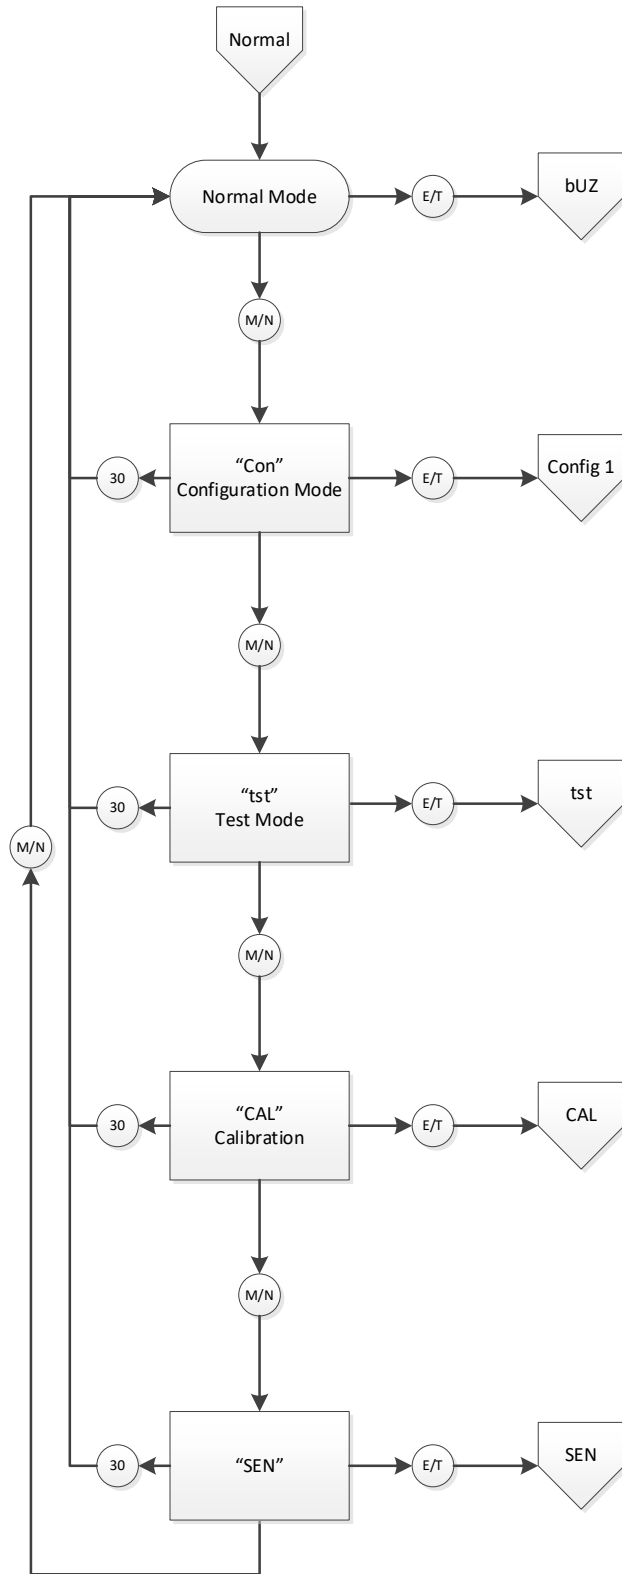 Normal
Normal Mode
E/T
bUZ
M/N
30
“Con”
Configuration Mode
E/T
Config 1
M/N
30
“tst”
Test Mode
E/T
tst
M/N
M/N
30
“CAL”
Calibration
E/T
CAL
M/N
30
“SEN”
E/T
SEN